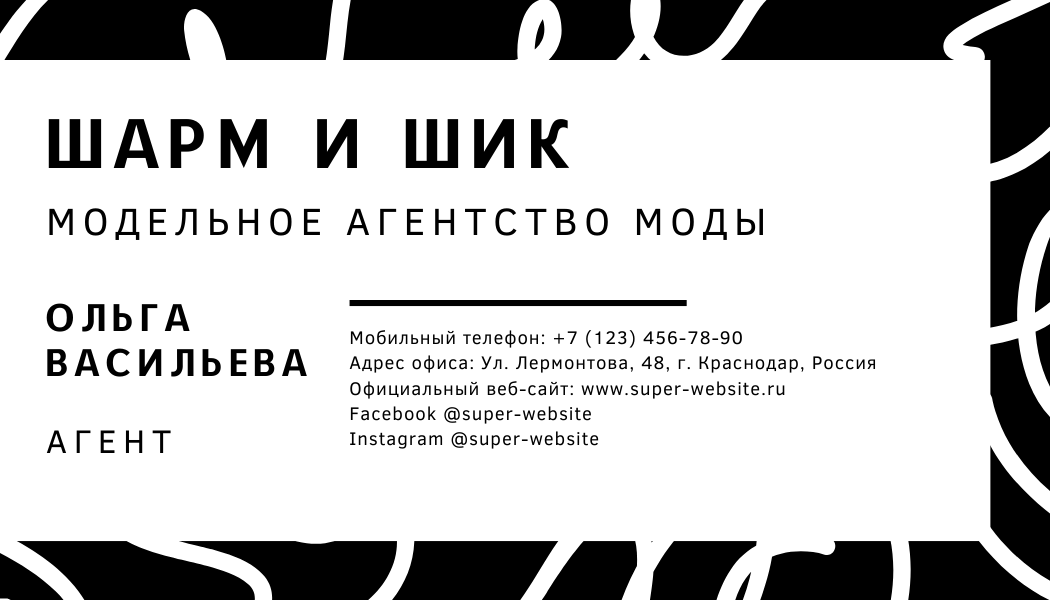 ШАРМ И ШИК
МОДЕЛЬНОЕ АГЕНТСТВО МОДЫ
ОЛЬГА
ВАСИЛЬЕВА
АГЕНТ
Мобильный телефон: +7 (123) 456-78-90
Адрес офиса: Ул. Лермонтова, 48, г. Краснодар, Россия
Официальный веб-сайт: www.super-website.ru
Facebook @super-website
Instagram @super-website